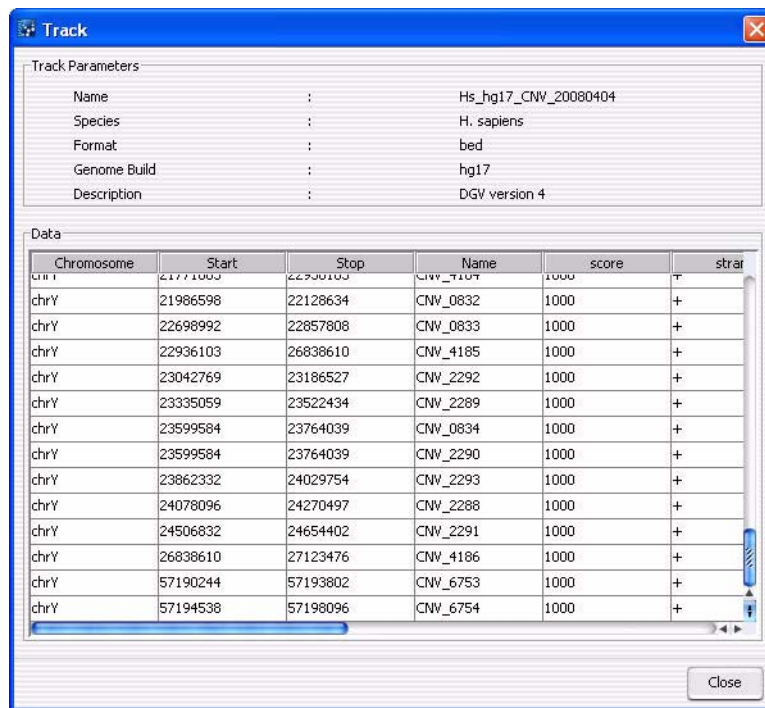 Track
Track Parameters
Name : Hs_hg17_CNV_20080404
Species : H. sapiens
Format : bed
Genome Build : hg17
Description : DGV version 4
Data
Chromosome Start Stop Name score stran
chrY 21986598 22128634 CNV_0832 1000 +
chrY 22698992 22857808 CNV_0833 1000 +
chrY 22936103 26838610 CNV_4185 1000 +
chrY 23042769 23186527 CNV_2292 1000 +
chrY 23335059 23522434 CNV_2289 1000 +
chrY 23599584 23764039 CNV_0834 1000 +
chrY 23599584 23764039 CNV_2290 1000 +
chrY 23862332 24029754 CNV_2293 1000 +
chrY 24078096 24270497 CNV_2288 1000 +
chrY 24506832 24654402 CNV_2291 1000 +
chrY 26838610 27123476 CNV_4186 1000 +
chrY 57190244 57193802 CNV_6753 1000 +
chrY 57194538 57198096 CNV_6754 1000 +
Close